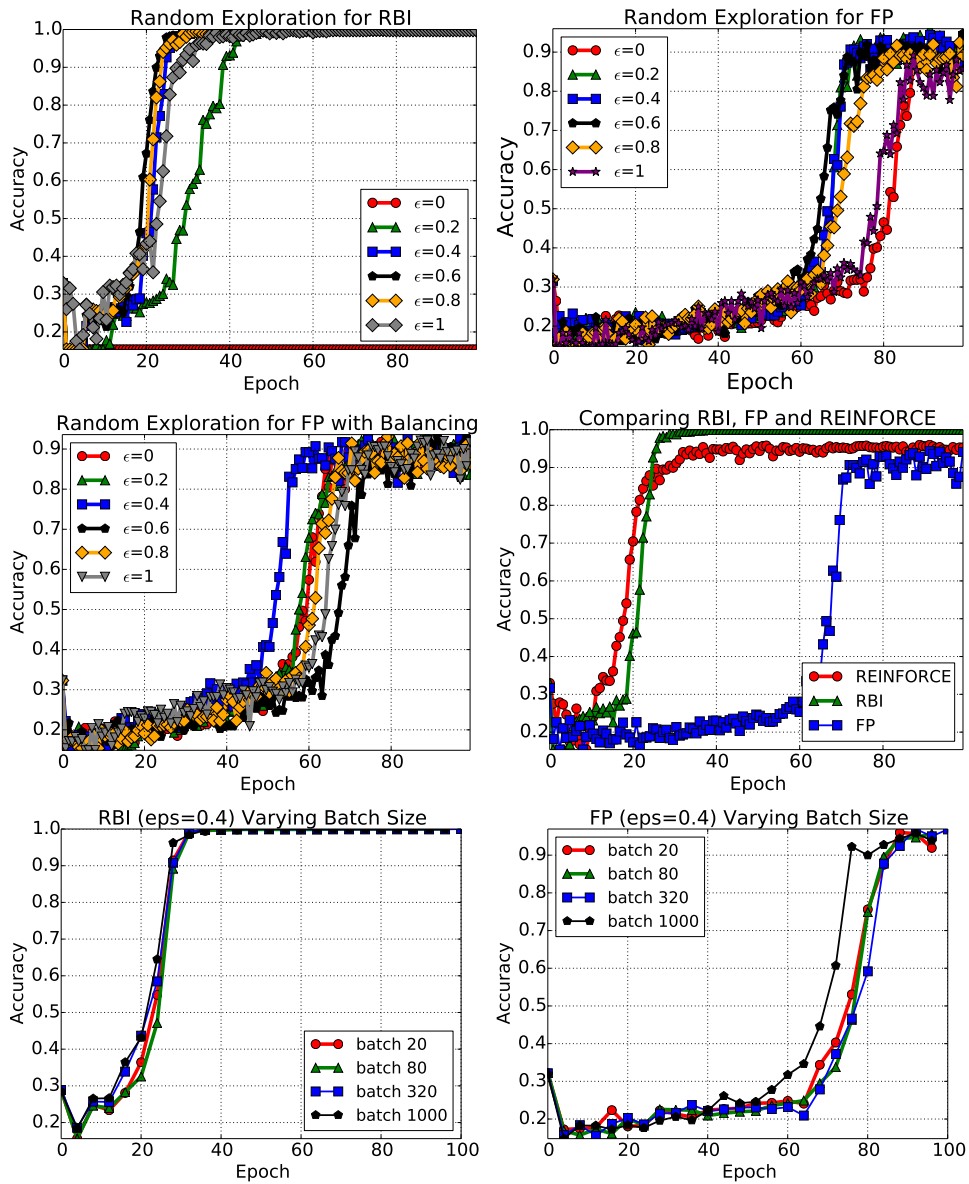 Random Exploration for RBI
1.0
0.9
0.8
0.7
0.6
0.5
0.4
0.3
0.2
Accuracy
ϵ=0
ϵ=0.2
ϵ=0.4
ϵ=0.6
ϵ=0.8
ϵ=1
0 20 40 60 80
Epoch
Random Exploration for FP
0.9
0.8
0.7
0.6
0.5
0.4
0.3
0.2
Accuracy
ϵ=0
ϵ=0.2
ϵ=0.4
ϵ=0.6
ϵ=0.8
ϵ=1
0 20 40 60 80
Epoch
Random Exploration for FP with Balancing
0.9
0.8
0.7
0.6
0.5
0.4
0.3
0.2
Accuracy
ϵ=0
ϵ=0.2
ϵ=0.4
ϵ=0.6
ϵ=0.8
ϵ=1
0 20 40 60 80
Epoch
Comparing RBI, FP and REINFORCE
1.0
0.9
0.8
0.7
0.6
0.5
0.4
0.3
0.2
Accuracy
REINFORCE
RBI
FP
0 20 40 60 80
Epoch
RBI (eps=0.4) Varying Batch Size
1.0
0.9
0.8
0.7
0.6
0.5
0.4
0.3
0.2
Accuracy
batch 20
batch 80
batch 320
batch 1000
0 20 40 60 80 100
Epoch
FP (eps=0.4) Varying Batch Size
0.9
0.8
0.7
0.6
0.5
0.4
0.3
0.2
Accuracy
batch 20
batch 80
batch 320
batch 1000
0 20 40 60 80 100
Epoch